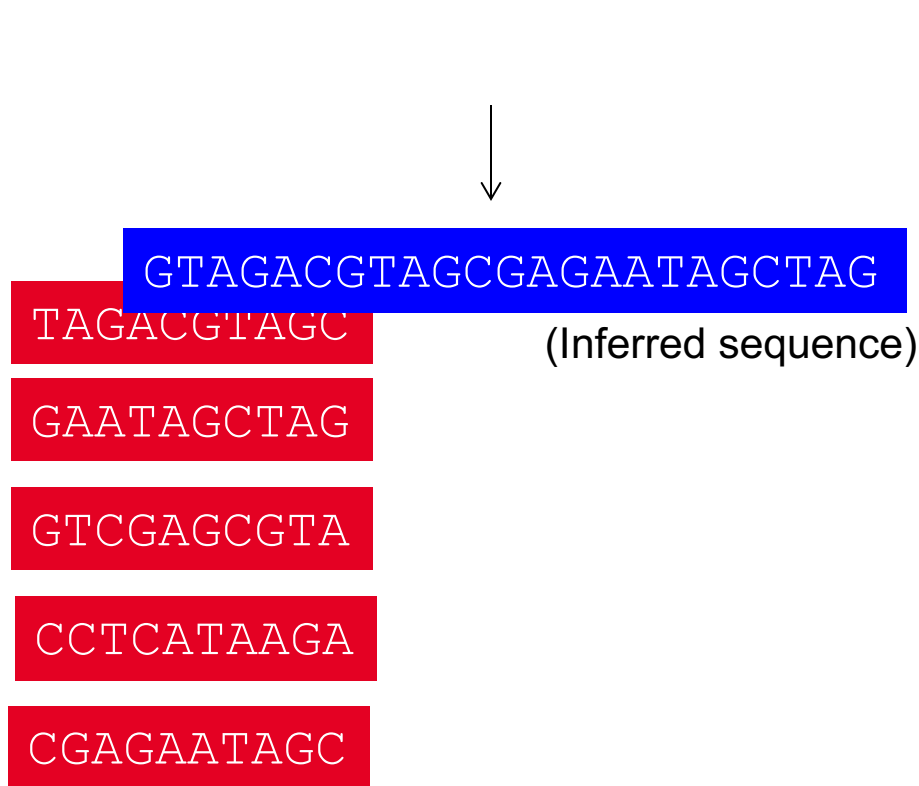 GTAGACGTAGCGAGAATAGCTAG
TAGACGTAGC
(Inferred sequence)
GAATAGCTAG
GTCGAGCGTA
CCTCATAAGA
CGAGAATAGC